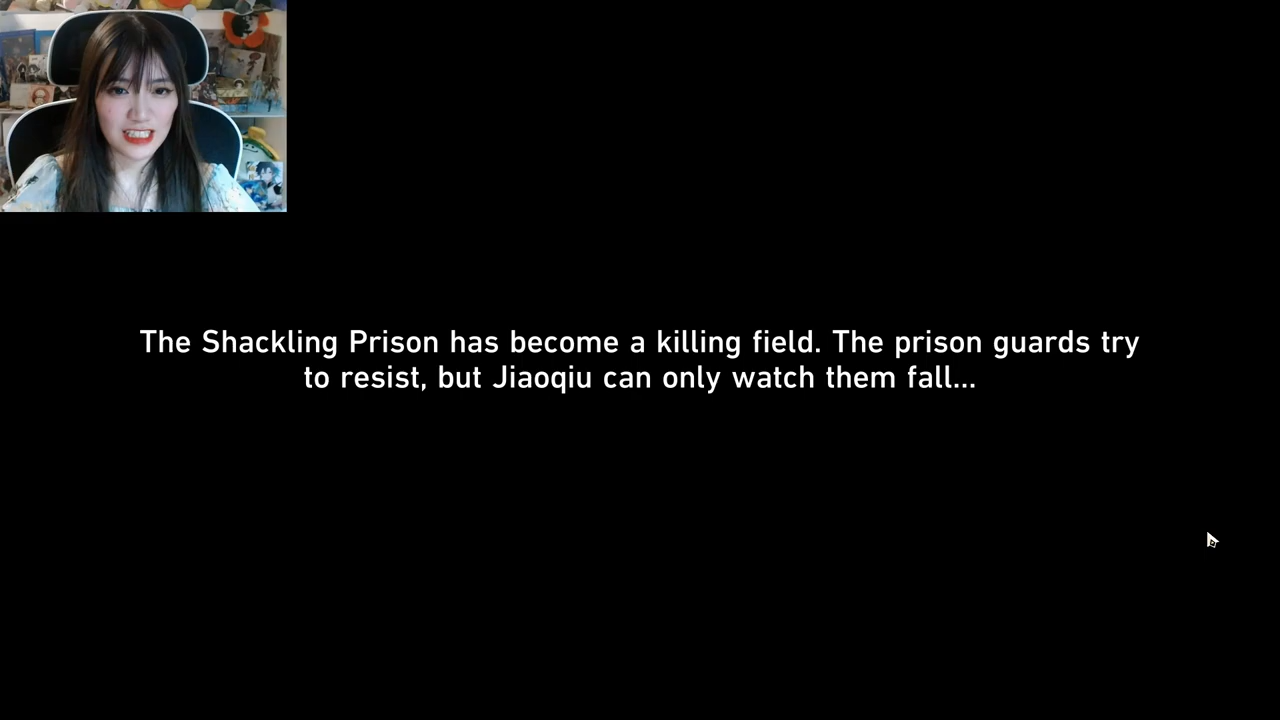 The Shackling Prison has become a killing field. The prison guards try
to resist, but Jiaoqiu can only watch them fall...